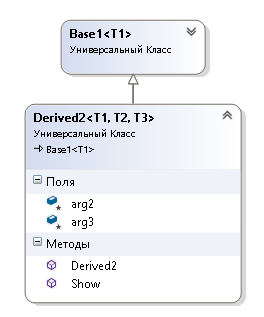 Base1<T1>
Универсальный Класс
Derived2<T1, T2, T3>
Универсальный Класс
Base1<T1>
Поля
arg2
arg3
Методы
Derived2
Show